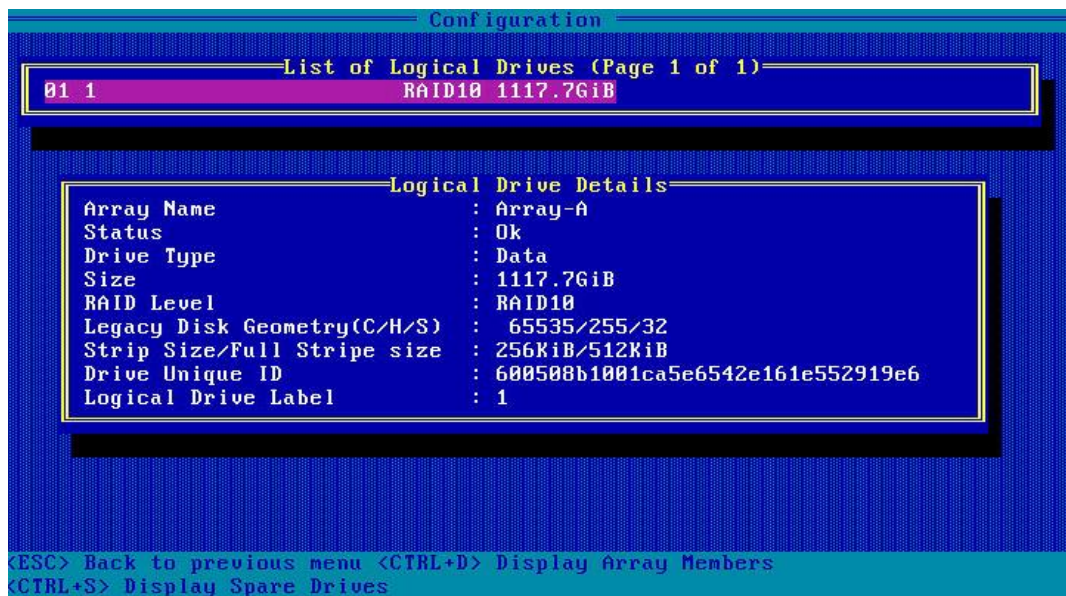 Configuration
List of Logical Drives (Page 1 of 1)
01 1 RAID10 1117.7GiB
Logical Drive Details
Array Name : Array-A
Status : Ok
Drive Type : Data
Size : 1117.7GiB
RAID Level : RAID10
Legacy Disk Geometry(C/H/S) : 65535/255/32
Strip Size/Full Stripe size : 256KiB/512KiB
Drive Unique ID : 600508b1001ca5e6542e161e552919e6
Logical Drive Label : 1
<ESC> Back to previous menu <CTRL+D> Display Array Members
<CTRL+S> Display Spare Drives